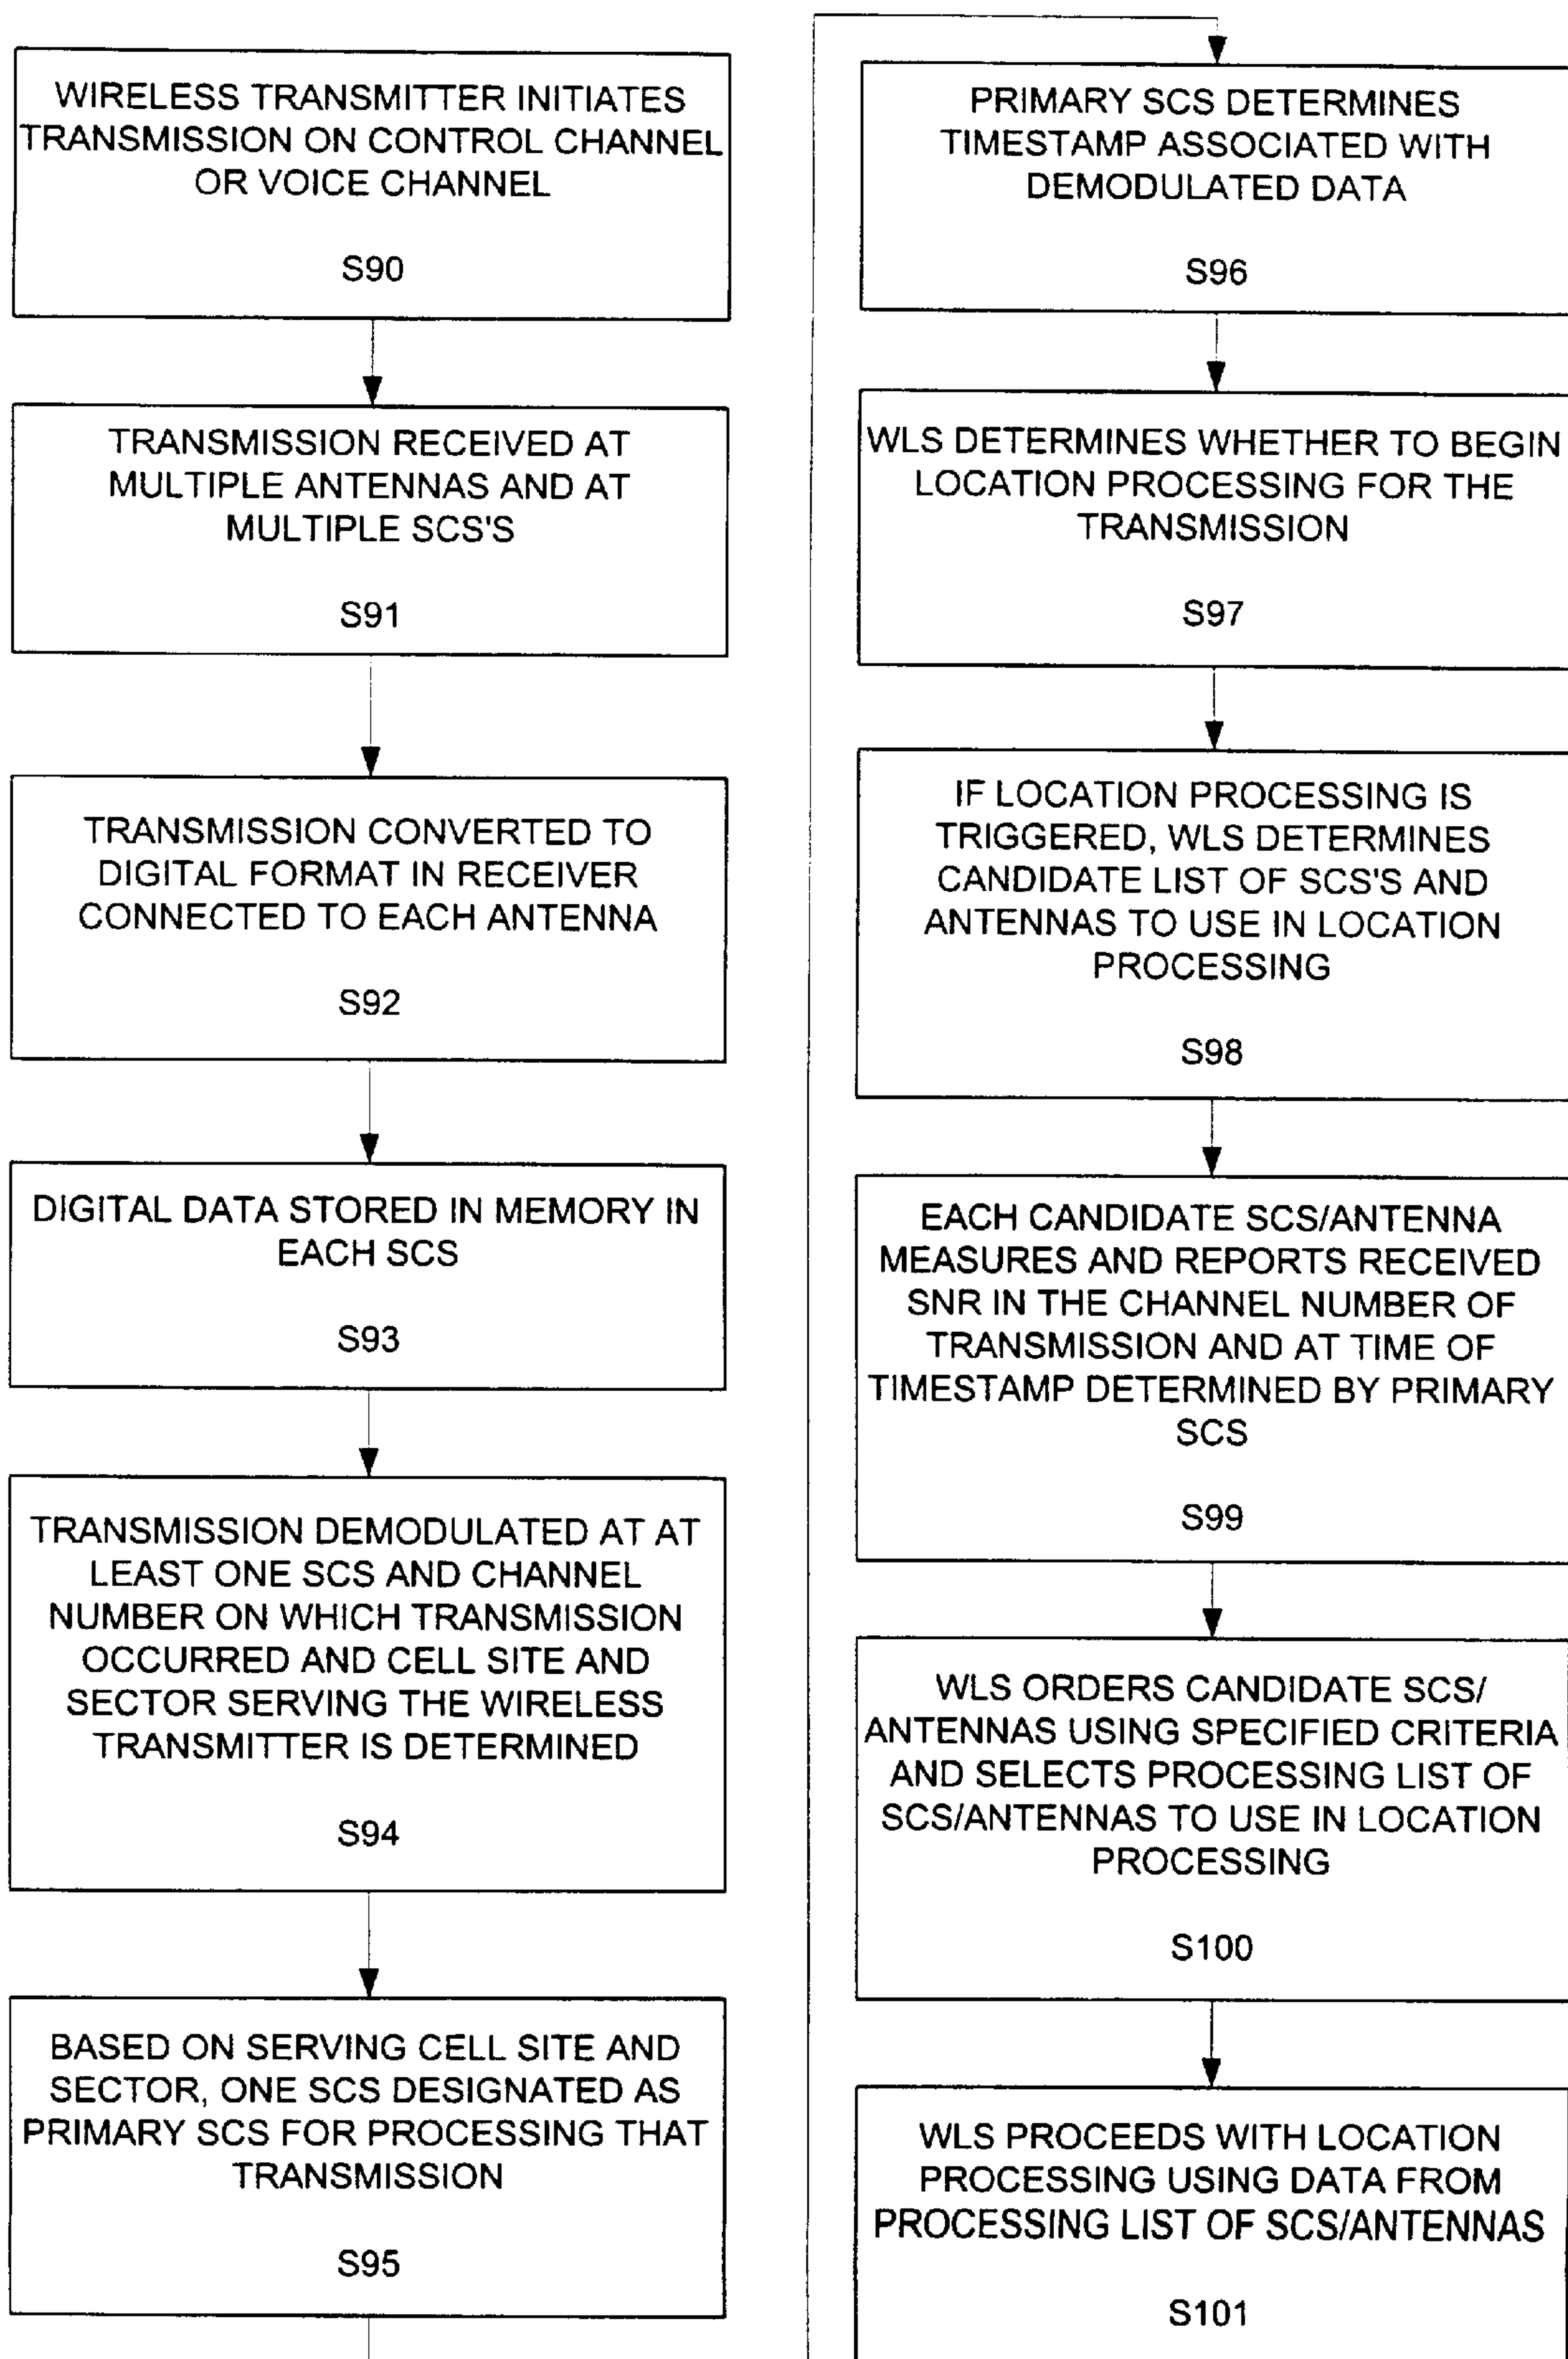 WIRELESS TRANSMITTER INITIATES
TRANSMISSION ON CONTROL CHANNEL
OR VOICE CHANNEL
S90
TRANSMISSION RECEIVED AT
MULTIPLE ANTENNAS AND AT
MULTIPLE SCS'S
S91
TRANSMISSION CONVERTED TO
DIGITAL FORMAT IN RECEIVER
CONNECTED TO EACH ANTENNA
S92
DIGITAL DATA STORED IN MEMORY IN
EACH SCS
S93
TRANSMISSION DEMODULATED AT AT
LEAST ONE SCS AND CHANNEL
NUMBER ON WHICH TRANSMISSION
OCCURRED AND CELL SITE AND
SECTOR SERVING THE WIRELESS
TRANSMITTER IS DETERMINED
S94
BASED ON SERVING CELL SITE AND
SECTOR, ONE SCS DESIGNATED AS
PRIMARY SCS FOR PROCESSING THAT
TRANSMISSION
S95
PRIMARY SCS DETERMINES
TIMESTAMP ASSOCIATED WITH
DEMODULATED DATA
S96
WLS DETERMINES WHETHER TO BEGIN
LOCATION PROCESSING FOR THE
TRANSMISSION
S97
IF LOCATION PROCESSING IS
TRIGGERED, WLS DETERMINES
CANDIDATE LIST OF SCS'S AND
ANTENNAS TO USE IN LOCATION
PROCESSING
S98
EACH CANDIDATE SCS/ANTENNA
MEASURES AND REPORTS RECEIVED
SNR IN THE CHANNEL NUMBER OF
TRANSMISSION AND AT TIME OF
TIMESTAMP DETERMINED BY PRIMARY
SCS
S99
WLS ORDERS CANDIDATE SCS/
ANTENNAS USING SPECIFIED CRITERIA
AND SELECTS PROCESSING LIST OF
SCS/ANTENNAS TO USE IN LOCATION
PROCESSING
S100
WLS PROCEEDS WITH LOCATION
PROCESSING USING DATA FROM
PROCESSING LIST OF SCS/ANTENNAS
S101